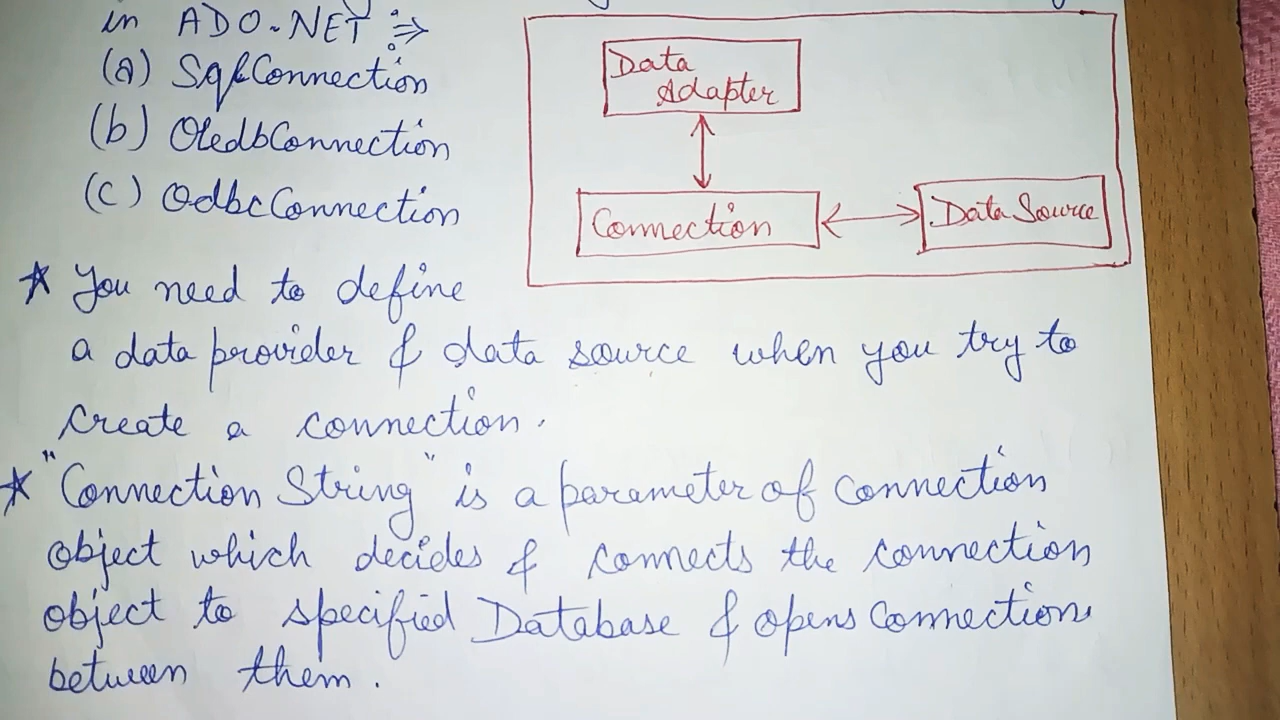 in ADO.NET :⇒
(a) SqlConnection
(b) OledbConnection
(c) OdbcConnection
Data
Adapter
Connection
Data Source
* You need to define
a data provider & data source when you try to
create a connection.
* "Connection String" is a parameter of connection
object which decides & connects the connection
object to specified Database & opens Connection
between them.